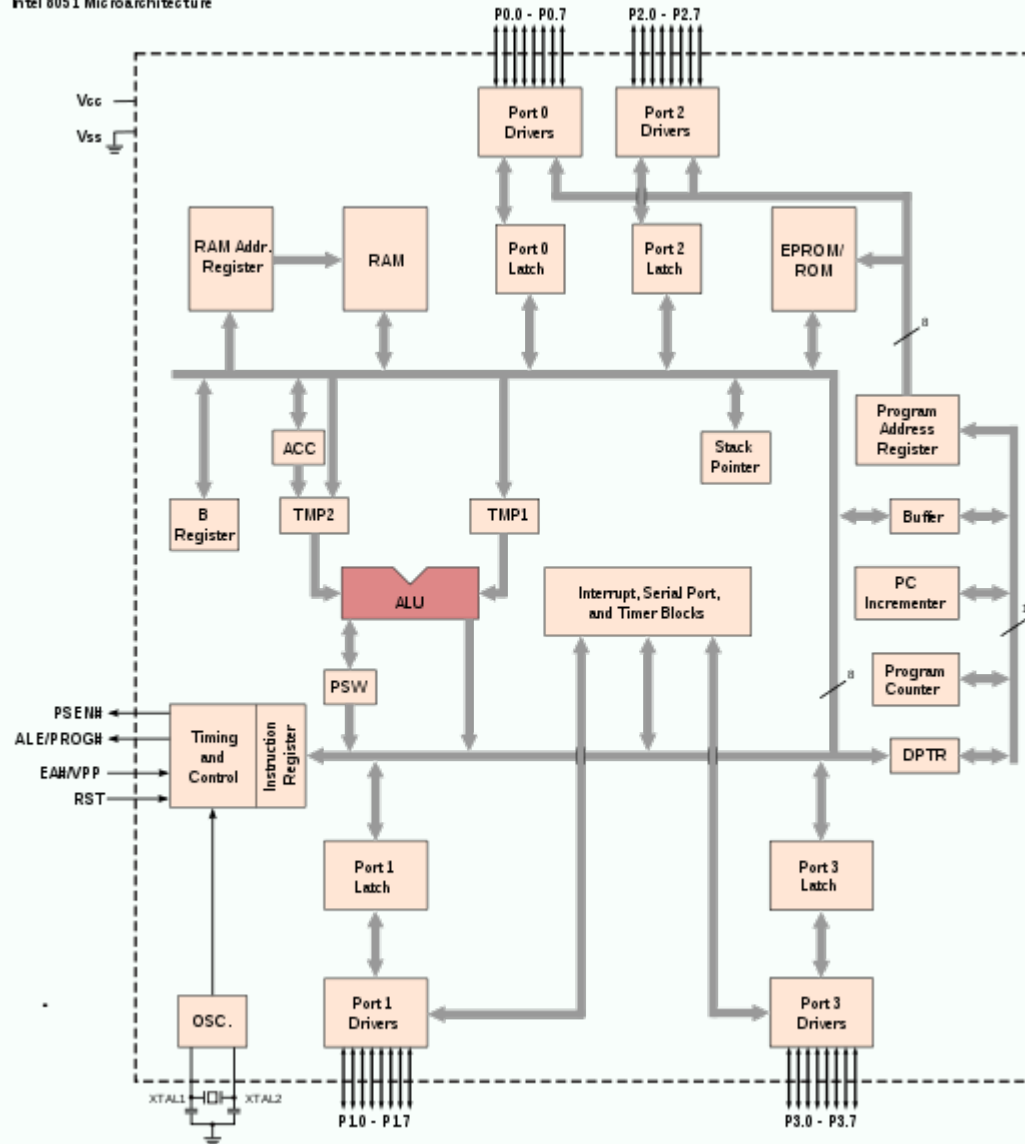 Intel 8051 Microarchitecture
P0.0 - P0.7
P2.0 - P2.7
Vcc
Vss
Port 0
Drivers
Port 2
Drivers
RAM Addr.
Register
RAM
Port 0
Latch
Port 2
Latch
EPROM/
ROM
8
Program
Address
Register
ACC
Stack
Pointer
B
Register
TMP2
TMP1
Buffer
ALU
Interrupt, Serial Port,
and Timer Blocks
PC
Incrementer
Program
Counter
PSW
8
PSEN#
ALE/PROG#
EA#/VPP
RST
Timing
and
Control
Instruction
Register
DPTR
Port 1
Latch
Port 3
Latch
OSC.
Port 1
Drivers
Port 3
Drivers
XTAL1
XTAL2
P1.0 - P1.7
P3.0 - P3.7